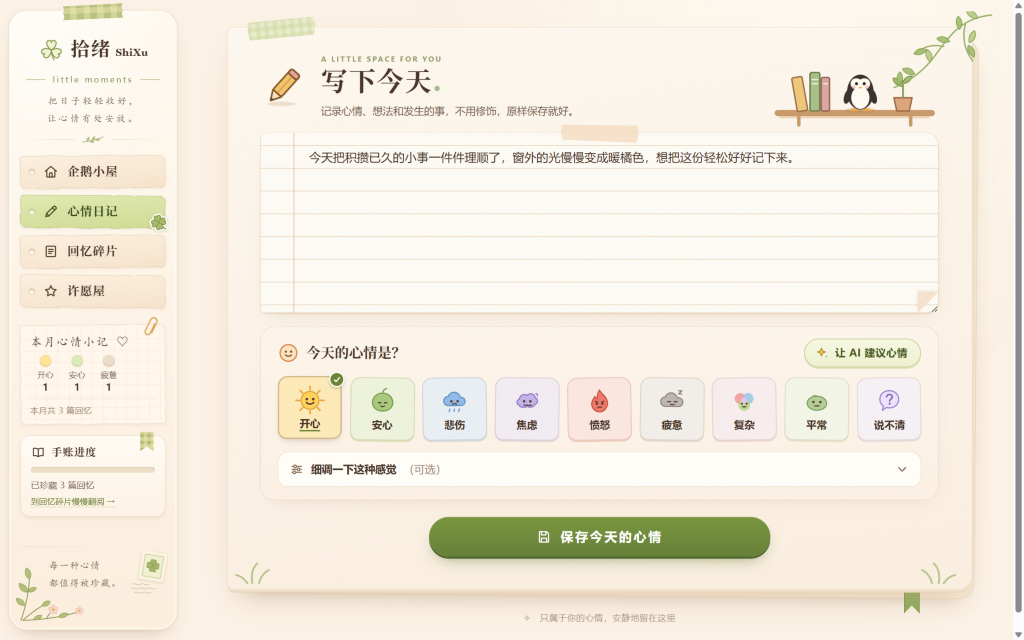 拾绪 ShiXu
little moments
把日子轻轻收好，
让心情有处安放。
企鹅小屋
心情日记
回忆碎片
许愿屋
本月心情小记 ♡
开心 安心 疲惫
1 1 1
本月共 3 篇回忆
手账进度
已珍藏 3 篇回忆
到回忆碎片慢慢翻阅 →
每一种心情
都值得被珍藏。
A LITTLE SPACE FOR YOU
写下今天.
记录心情、想法和发生的事，不用修饰，原样保存就好。
今天把积攒已久的小事一件件理顺了，窗外的光慢慢变成暖橘色，想把这份轻松好好记下来。
今天的心情是？
让 AI 建议心情
开心 安心 悲伤 焦虑 愤怒 疲惫 复杂 平常 说不清
细调一下这种感觉 （可选）
保存今天的心情
只属于你的心情，安静地留在这里